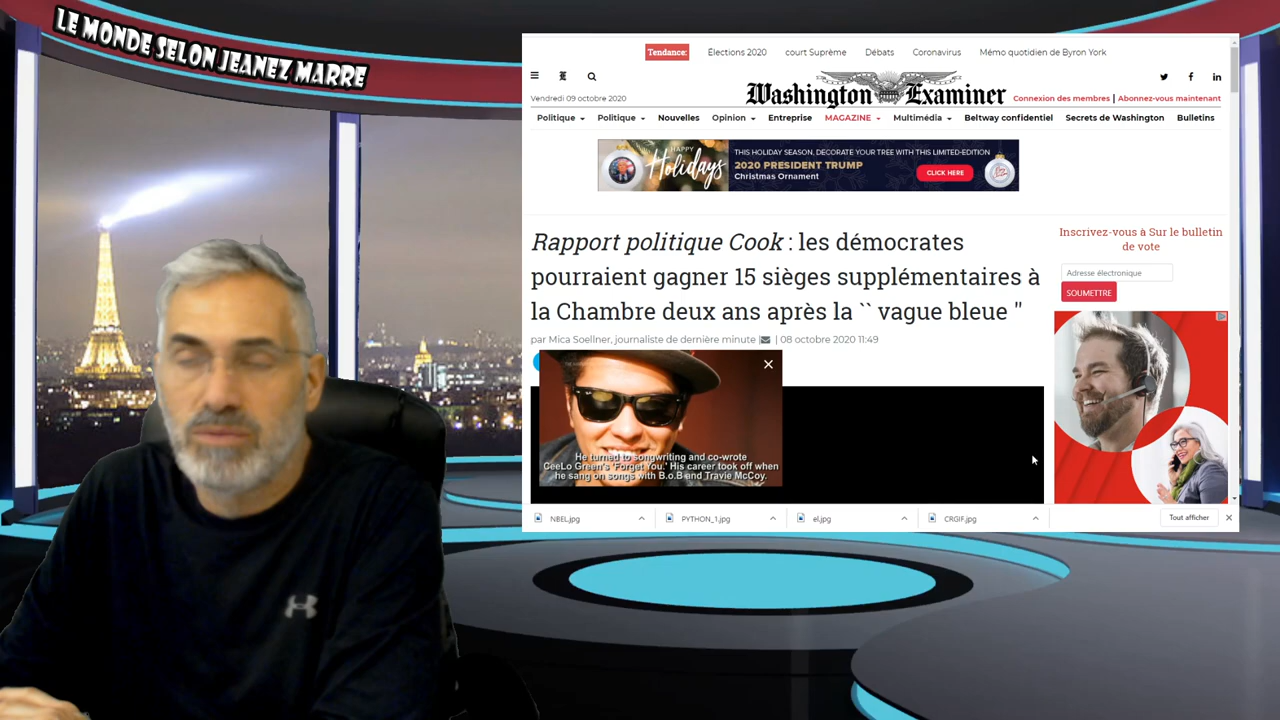 LE MONDE SELON JEANEZ MARRE
Tendance: Élections 2020 court Suprême Débats Coronavirus Mémo quotidien de Byron York
Washington Examiner
Vendredi 09 octobre 2020
Connexion des membres | Abonnez-vous maintenant
Politique Politique Nouvelles Opinion Entreprise MAGAZINE Multimédia Beltway confidentiel Secrets de Washington Bulletins
HAPPY
Holidays
THIS HOLIDAY SEASON, DECORATE YOUR TREE WITH THIS LIMITED-EDITION
2020 PRESIDENT TRUMP
Christmas Ornament
CLICK HERE
Rapport politique Cook : les démocrates
pourraient gagner 15 sièges supplémentaires à
la Chambre deux ans après la `` vague bleue "
par Mica Soellner, journaliste de dernière minute | | 08 octobre 2020 11:49
Inscrivez-vous à Sur le bulletin
de vote
Adresse électronique
SOUMETTRE
He turned to songwriting and co-wrote
CeeLo Green's 'Forget You.' His career took off when
he sang on songs with B.o.B and Travie McCoy.
NBEL.jpg
PYTHON_1.jpg
el.jpg
CRGIF.jpg
Tout afficher